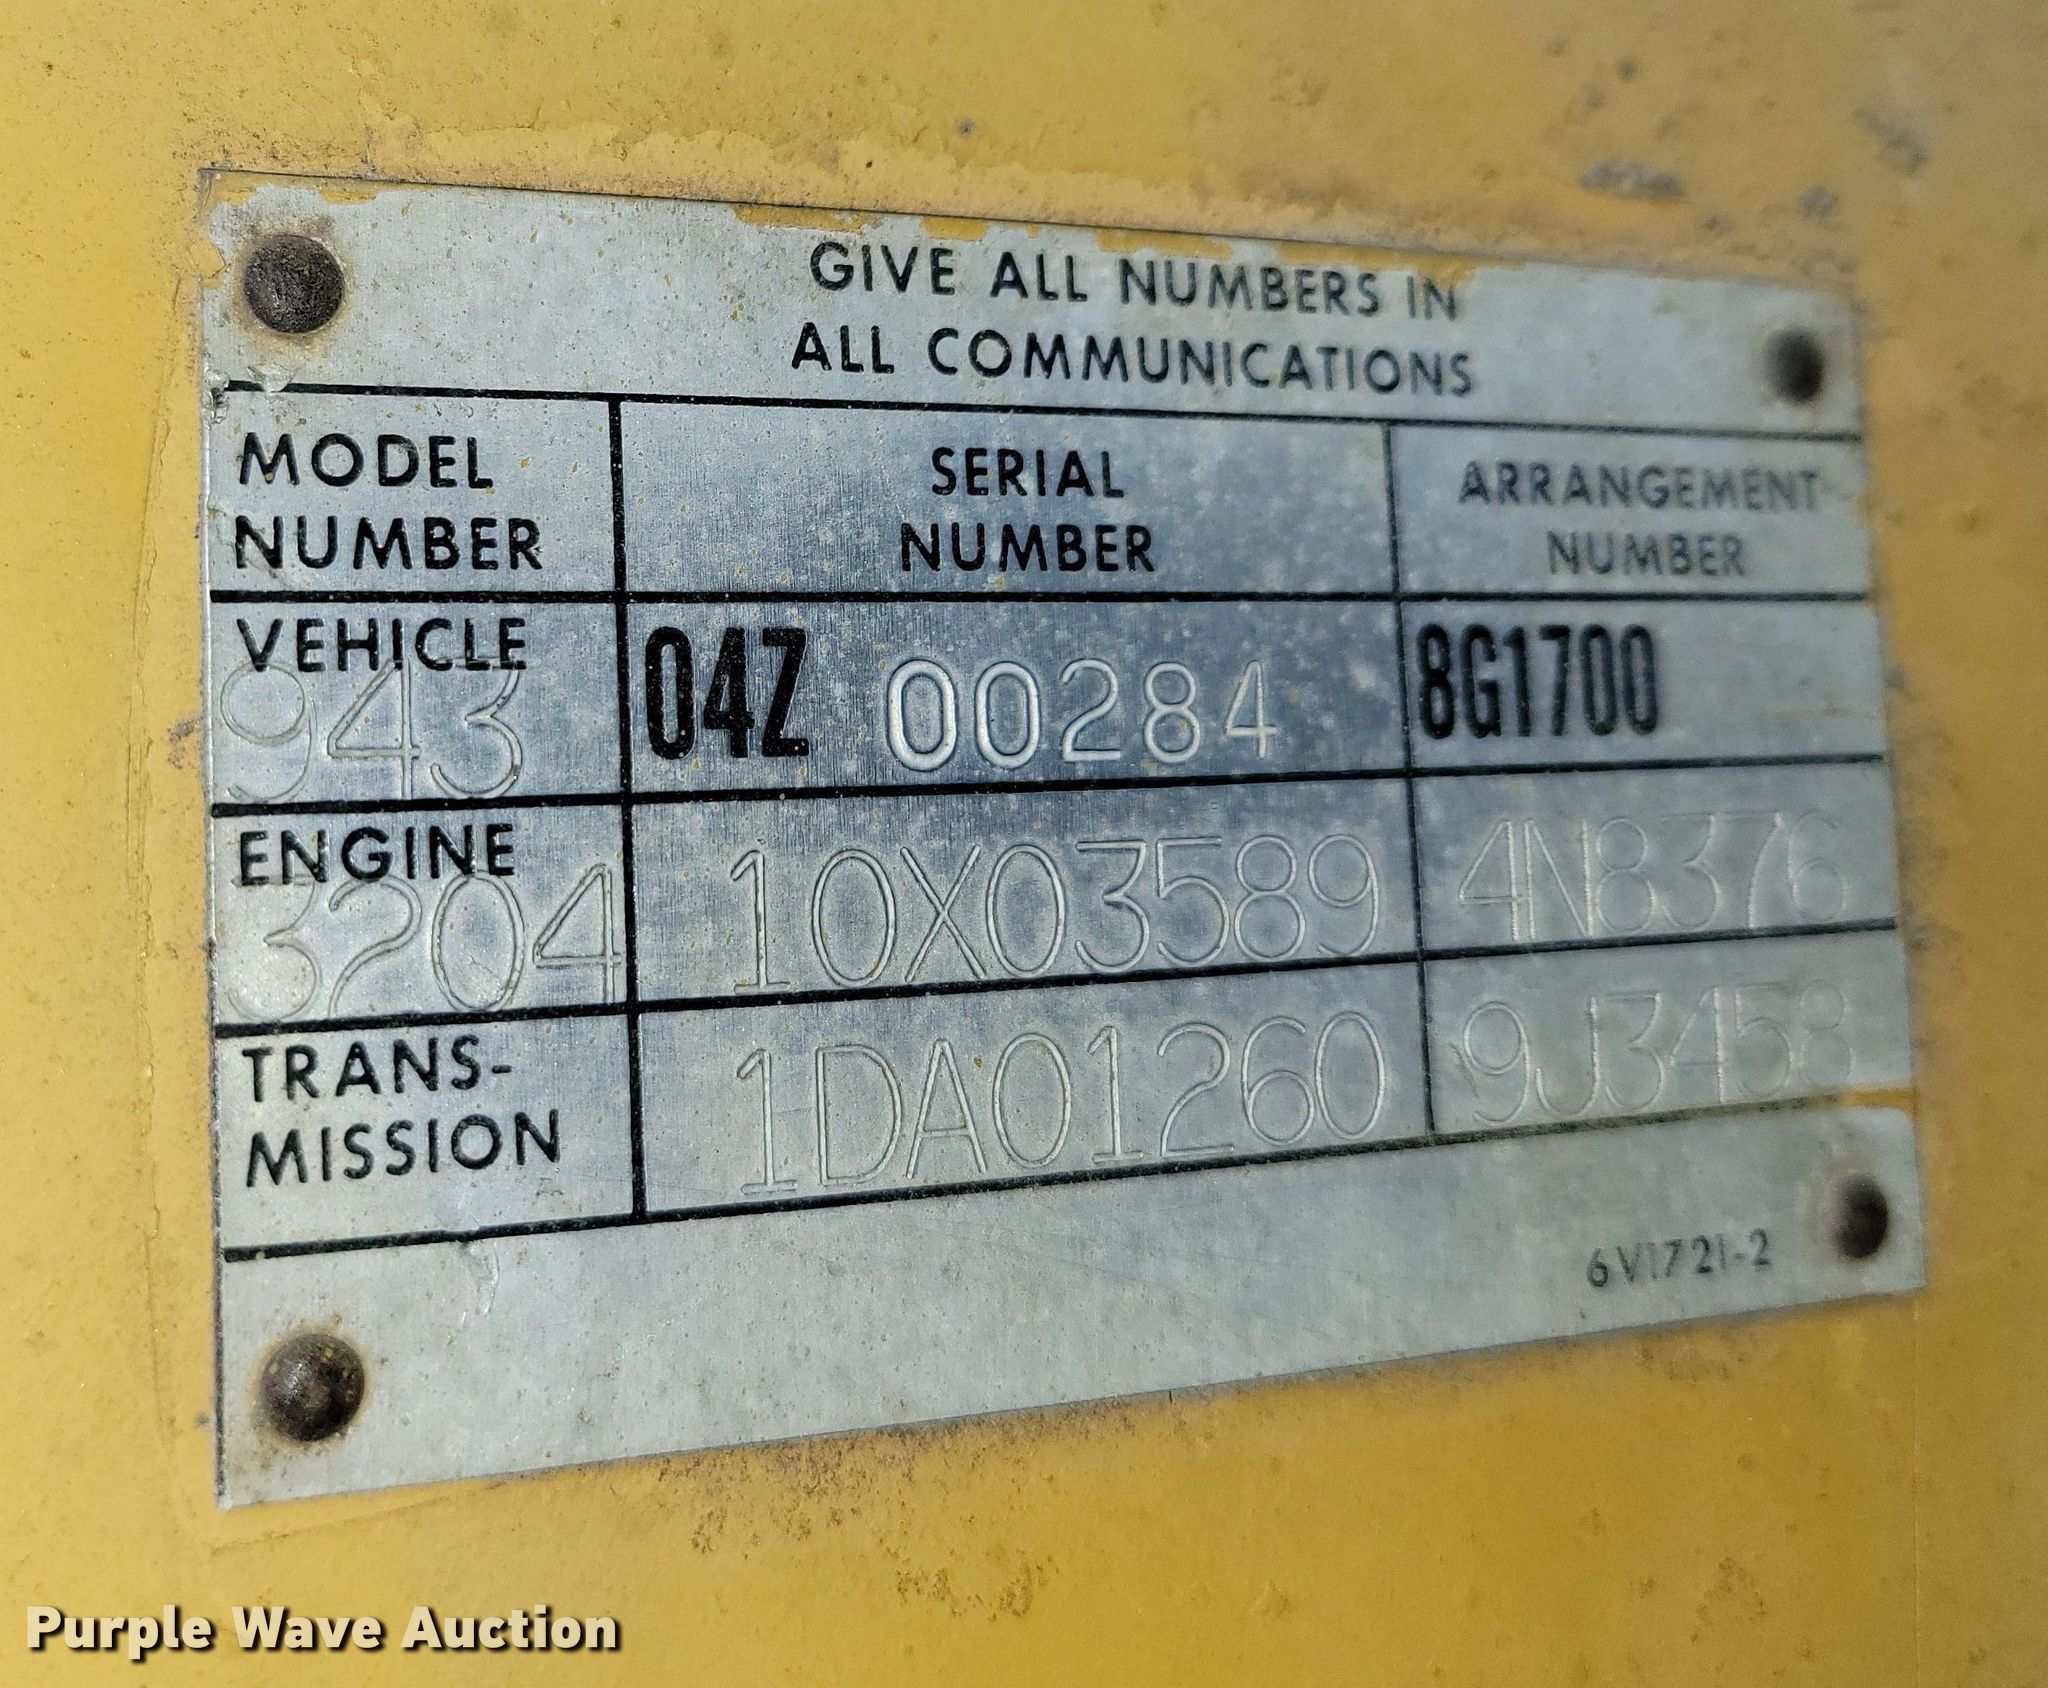 GIVE ALL NUMBERS IN
ALL COMMUNICATIONS
MODEL NUMBER
SERIAL NUMBER
ARRANGEMENT NUMBER
VEHICLE
943
04Z 00284
8G1700
ENGINE
3204
10X03589
4N8376
TRANS-
MISSION
1DA01260
9J3458
6V1721-2
Purple Wave Auction